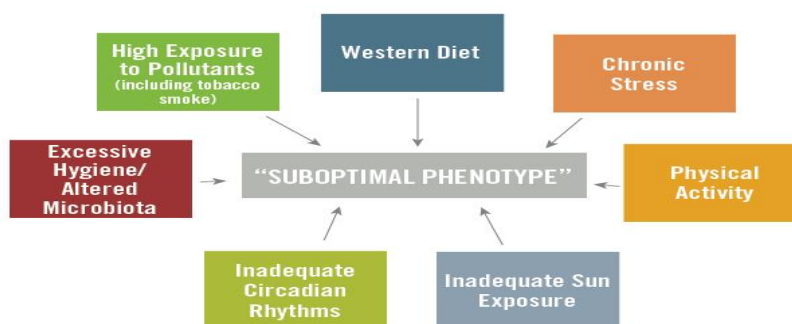 High Exposure
to Pollutants
(including tobacco
smoke)
Western Diet
Chronic
Stress
Excessive
Hygiene/
Altered
Microbiota
“SUBOPTIMAL PHENOTYPE”
Physical
Activity
Inadequate
Circadian
Rhythms
Inadequate Sun
Exposure